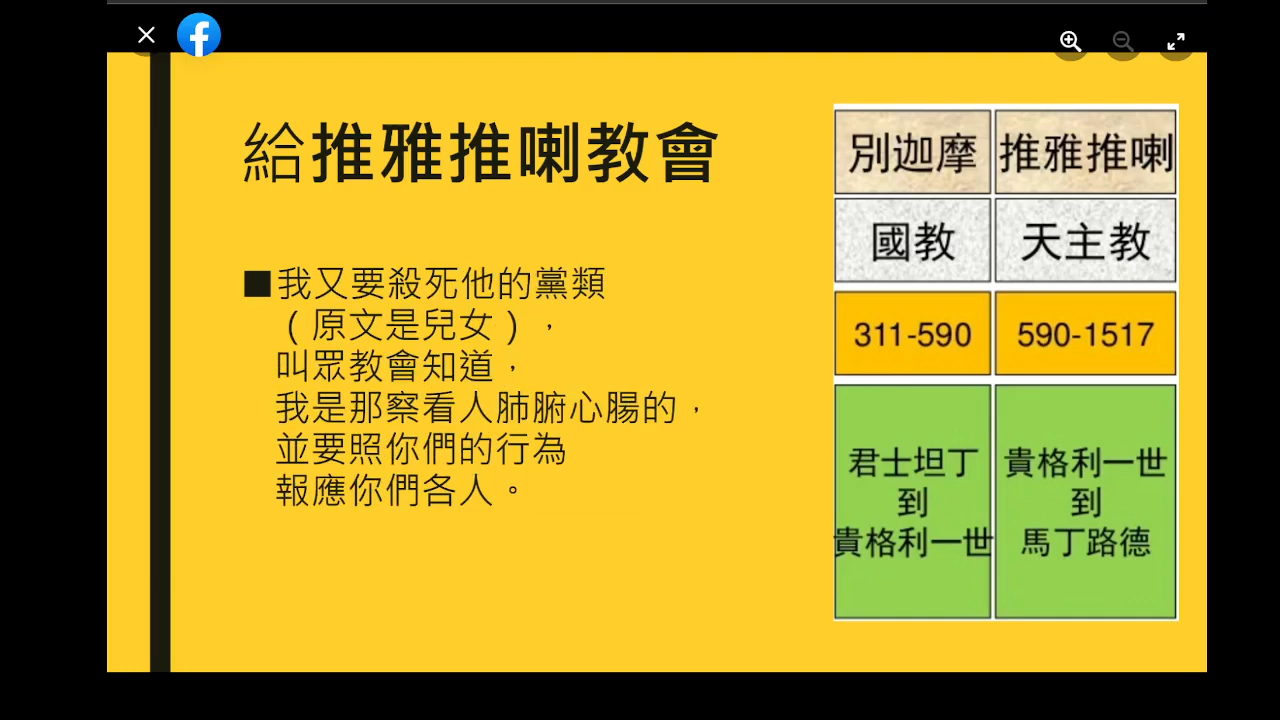 給推雅推喇教會
■我又要殺死他的黨類
（原文是兒女），
叫眾教會知道，
我是那察看人肺腑心腸的，
並要照你們的行為
報應你們各人。
別迦摩 推雅推喇
國教 天主教
311-590 590-1517
君士坦丁 貴格利一世
到 到
貴格利一世 馬丁路德